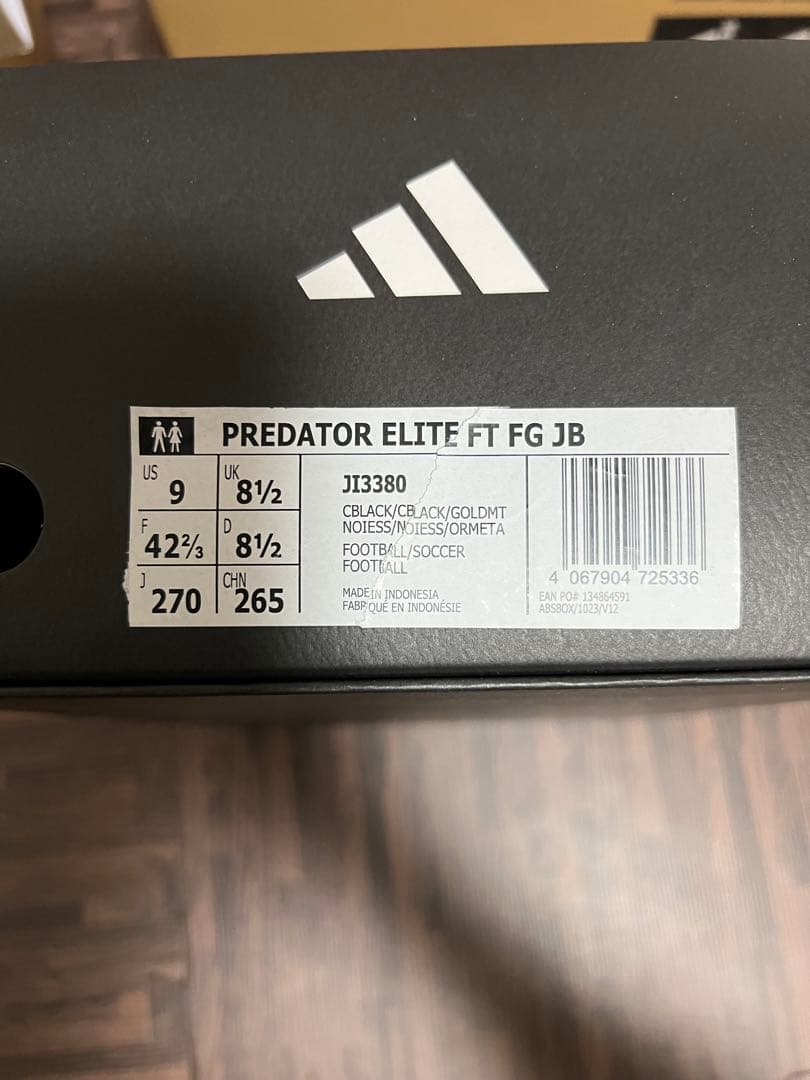 PREDATOR ELITE FT FG JB
US 9
UK 8½
F 42⅔
D 8½
J 270
CHN 265
JI3380
CBLACK/CBLACK/GOLDMT
NOIESS/NOIESS/ORMETA
FOOTBALL/SOCCER
FOOTBALL
MADE IN INDONESIA
FABRIQUÉ EN INDONÉSIE
4 067904 725336
EAN PO# 134864591
ABSBOX/1023/V12